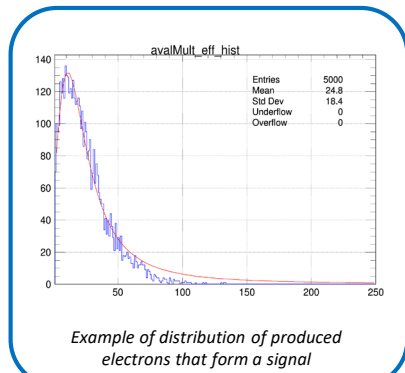 avalMult_eff_hist
140
Entries 5000
Mean 24.8
120
Std Dev 18.4
Underflow 0
100
Overflow 0
80
60
40
20
0
50 100 150 200 250
Example of distribution of produced
electrons that form a signal